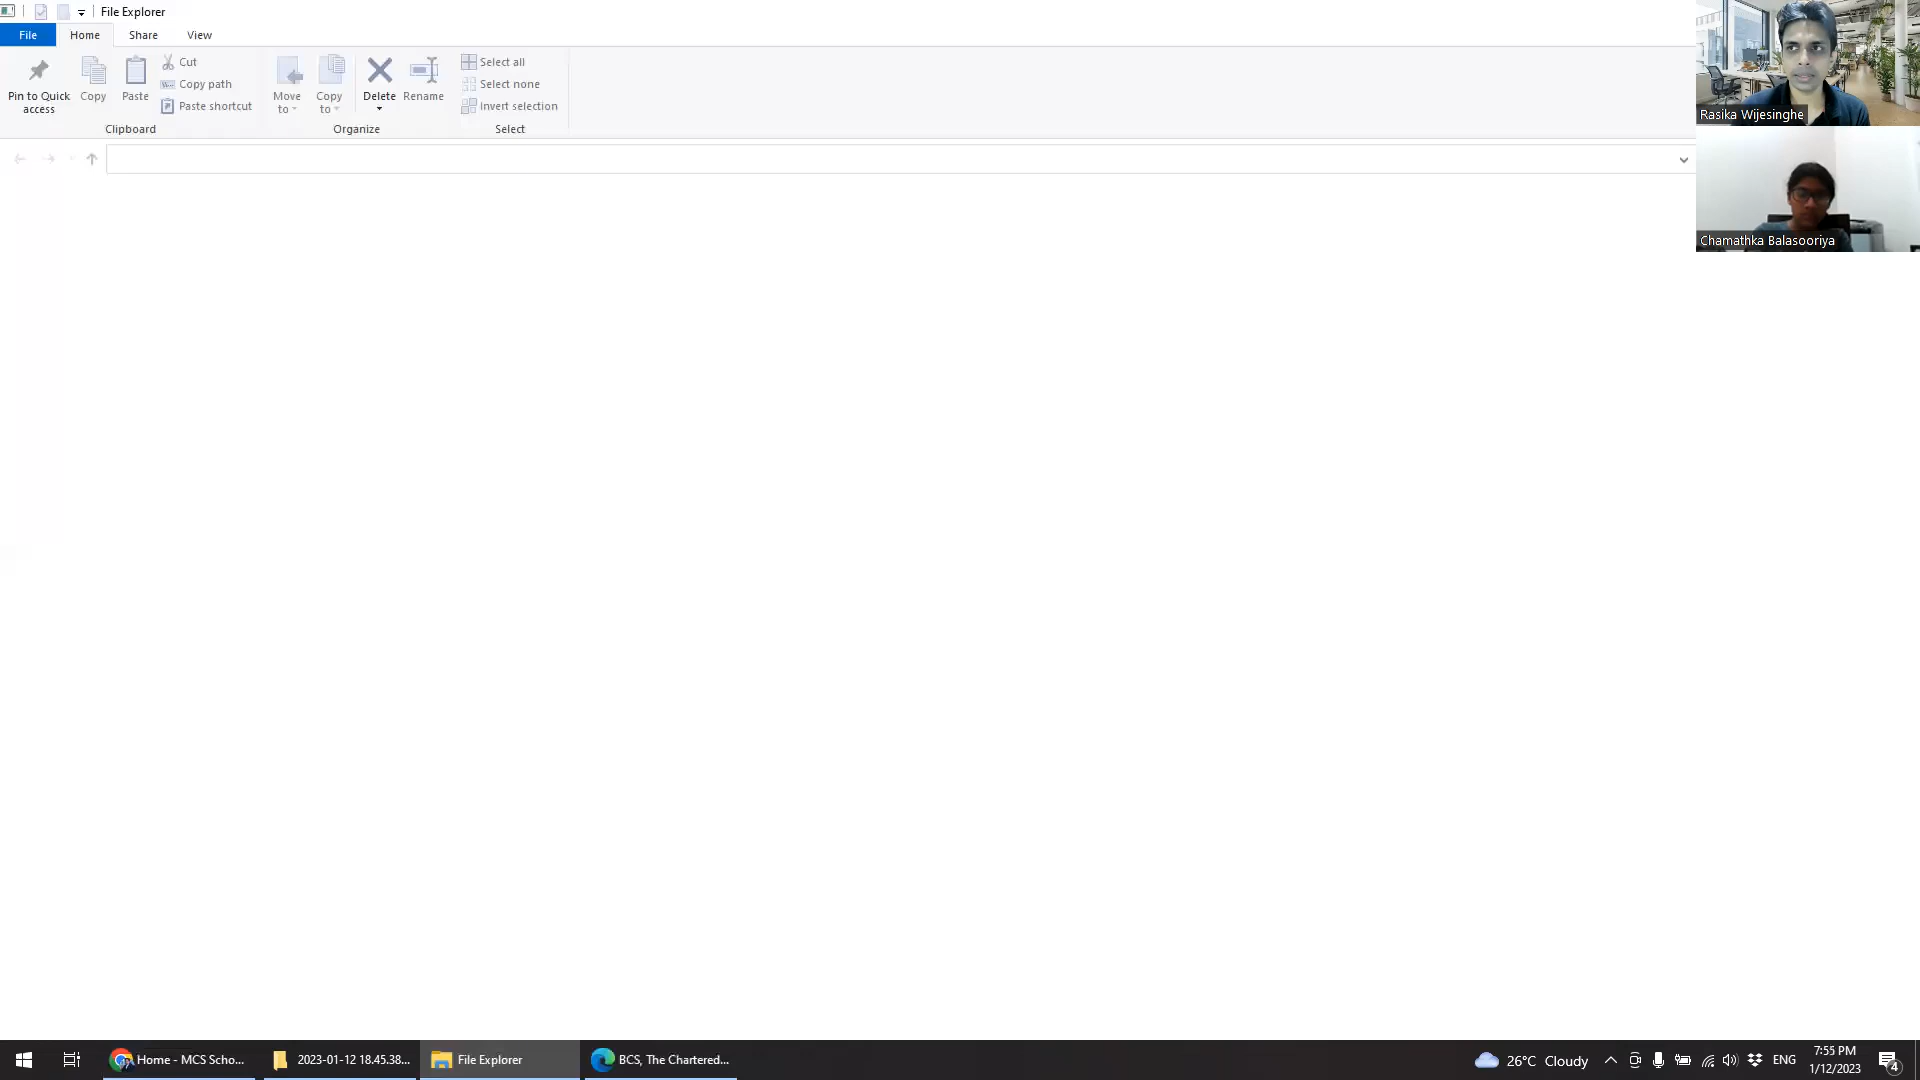 File Explorer
File Home Share View
Pin to Quick access
Copy
Paste
Cut
Copy path
Paste shortcut
Clipboard
Move to
Copy to
Delete
Rename
Organize
Select all
Select none
Invert selection
Select
Rasika Wijesinghe
Chamathka Balasooriya
Home - MCS Scho...
2023-01-12 18.45.38...
File Explorer
BCS, The Chartered...
26°C Cloudy
ENG
7:55 PM
1/12/2023
4